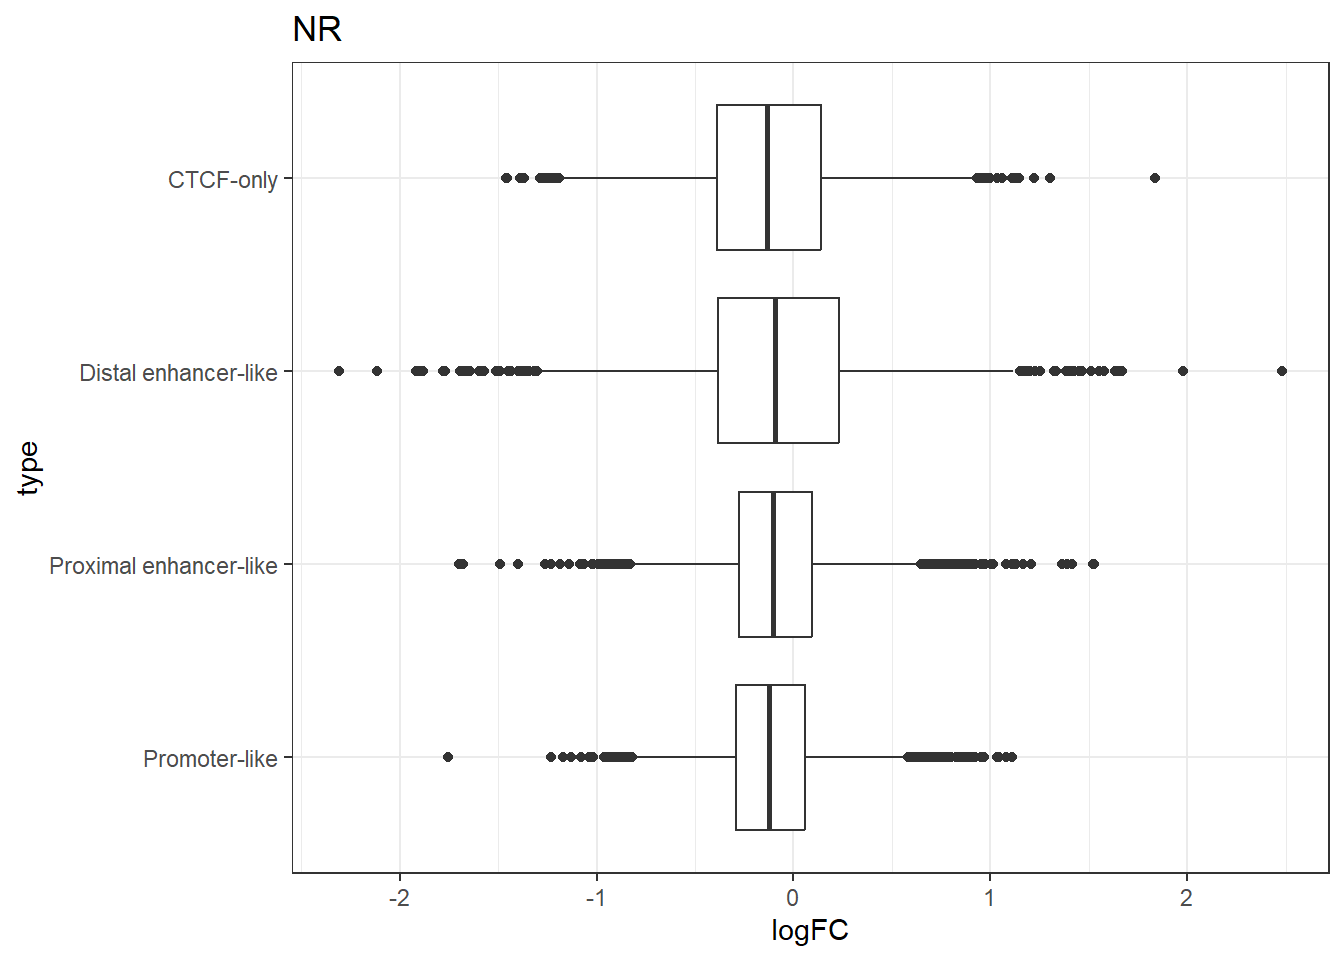 NR
CTCF-only
Distal enhancer-like
Proximal enhancer-like
Promoter-like
type
-2 -1 0 1 2
logFC